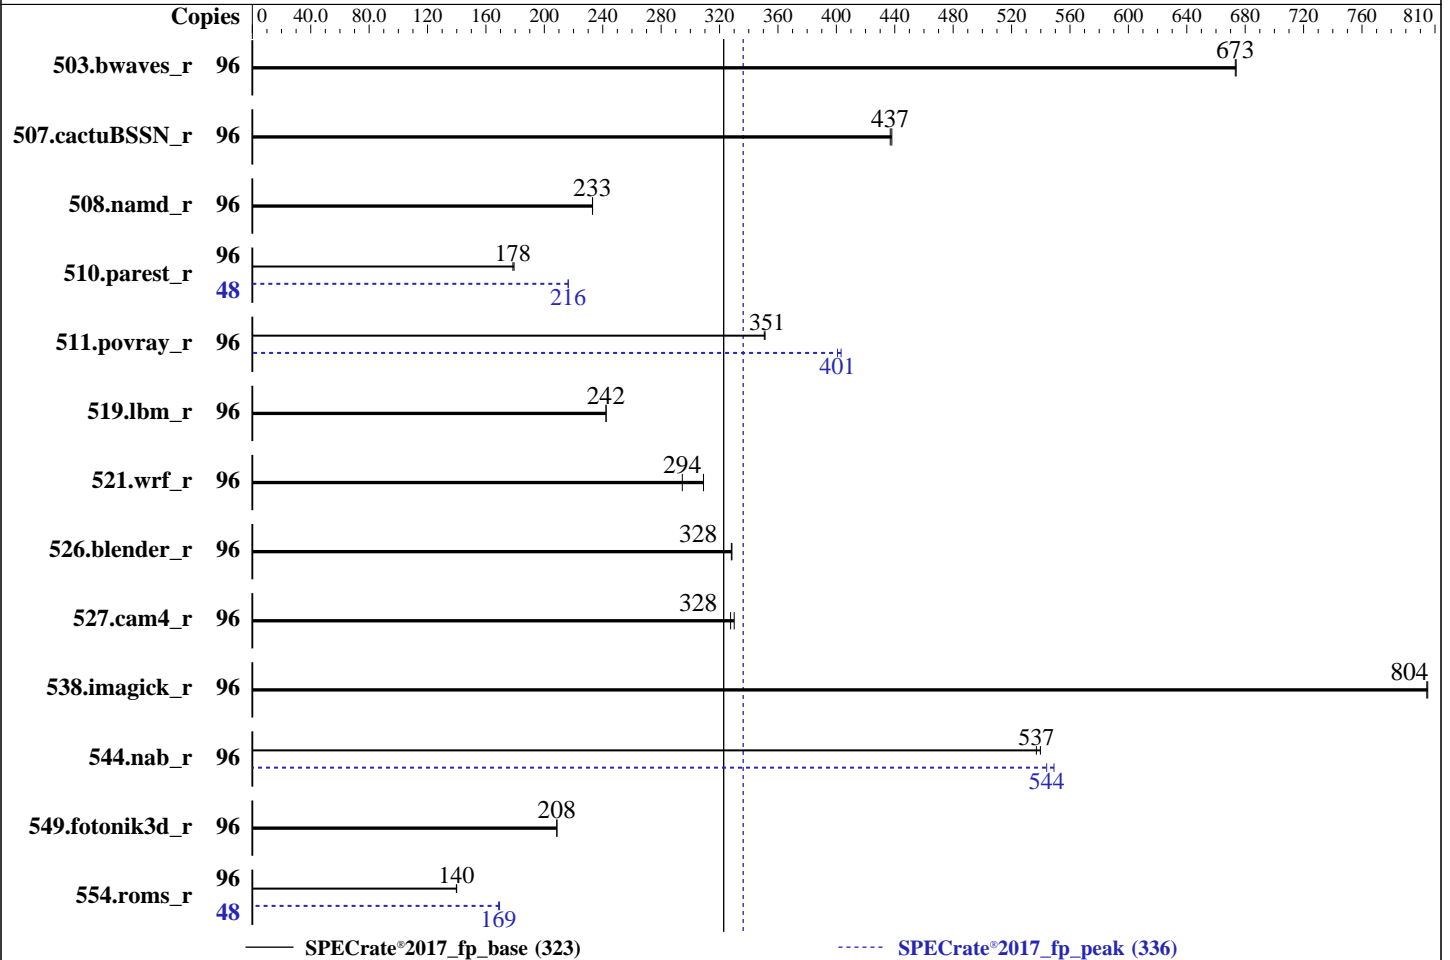 Copies 0 40.0 80.0 120 160 200 240 280 320 360 400 440 480 520 560 600 640 680 720 760 810
503.bwaves_r 96 673
507.cactuBSSN_r 96 437
508.namd_r 96 233
96 178
510.parest_r
48 216
351
511.povray_r 96
401
519.lbm_r 96 242
521.wrf_r 96 294
526.blender_r 96 328
527.cam4_r 96 328
538.imagick_r 96 804
537
544.nab_r 96
544
549.fotonik3d_r 96 208
96 140
554.roms_r
48 169
SPECrate®2017_fp_base (323) SPECrate®2017_fp_peak (336)